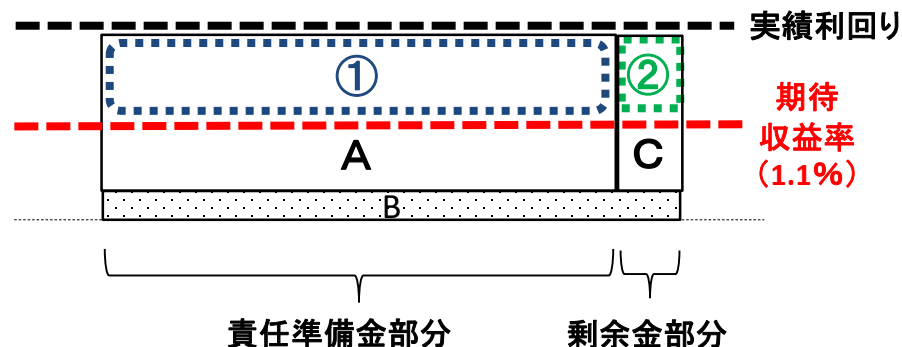 実績利回り
①
②
期待
収益率
（1.1％）
A
C
B
責任準備金部分
剰余金部分